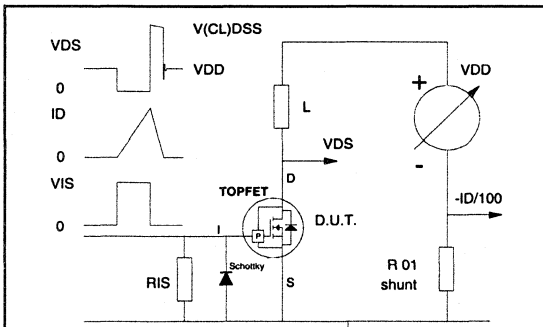 V(CL)DSS
VDS
VDD
0
ID
0
VIS
0
L
VDD
+
-
VDS
D
TOPFET
D.U.T.
-ID/100
I
P
RIS
Schottky
S
R 01
shunt